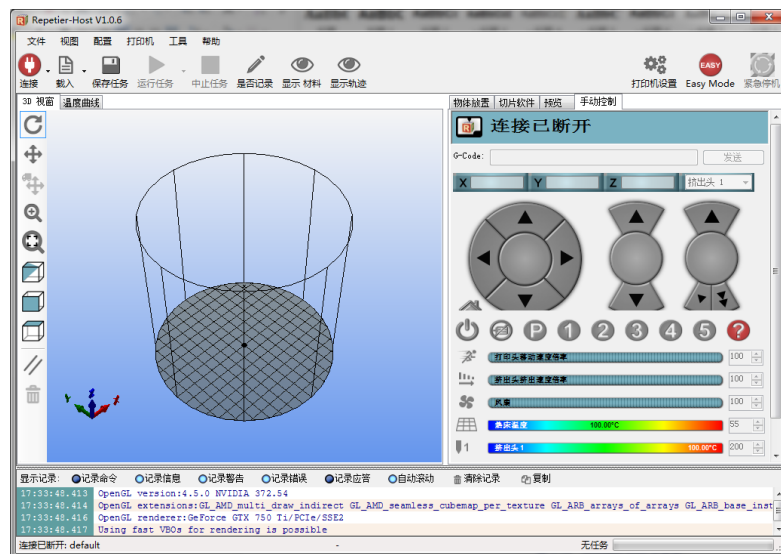 Repetier-Host V1.0.6
文件 视图 配置 打印机 工具 帮助
连接 载入 保存任务 运行任务 中止任务 是否记录 显示 材料 显示轨迹 打印机设置 Easy Mode 紧急停机
EASY
3D 视窗 温度曲线
物体放置 切片软件 预览 手动控制
连接已断开
G-Code: 发送
X Y Z 挤出头 1
P 1 2 3 4 5 ?
打印头移动速度倍率 100
挤出头挤出速度倍率 100
风量 100
热床温度 100.00°C 55
1 挤出头1 100.00°C 200
显示记录: 记录命令 记录信息 记录警告 记录错误 记录应答 自动滚动 清除记录 复制
17:33:48.413 OpenGL version:4.5.0 NVIDIA 372.54
17:33:48.414 OpenGL extensions:GL_AMD_multi_draw_indirect GL_AMD_seamless_cubemap_per_texture GL_ARB_arrays_of_arrays GL_ARB_base_inst
17:33:48.416 OpenGL renderer:GeForce GTX 750 Ti/PCIe/SSE2
17:33:48.417 Using fast VBOs for rendering is possible
连接已断开: default - 无任务